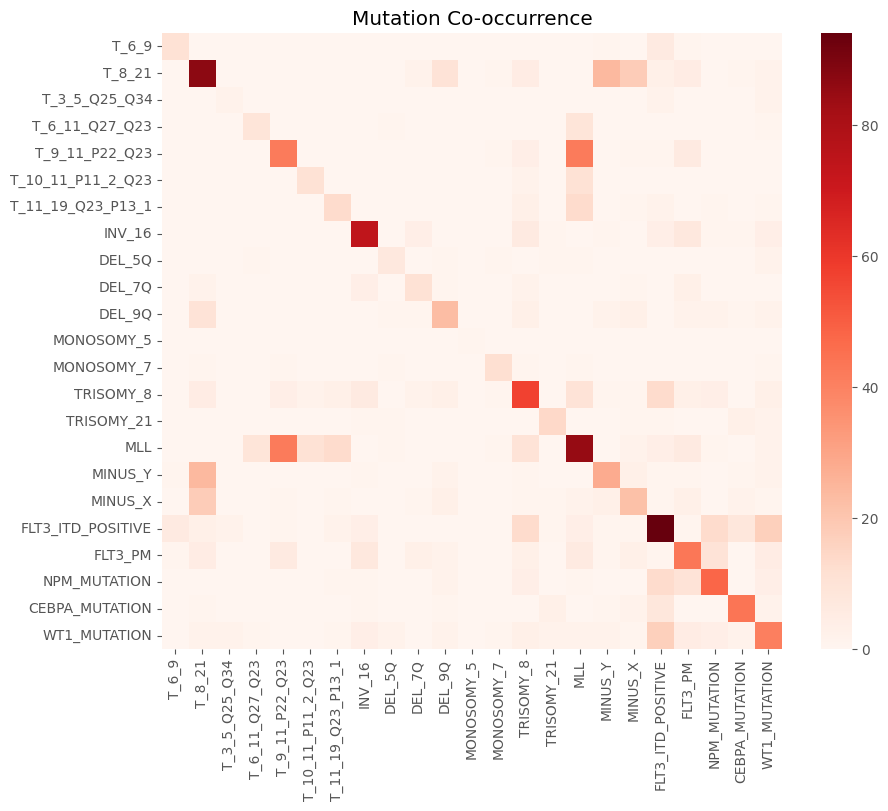 Mutation Co-occurrence
T_6_9
T_8_21
T_3_5_Q25_Q34
T_6_11_Q27_Q23
T_9_11_P22_Q23
T_10_11_P11_2_Q23
T_11_19_Q23_P13_1
INV_16
DEL_5Q
DEL_7Q
DEL_9Q
MONOSOMY_5
MONOSOMY_7
TRISOMY_8
TRISOMY_21
MLL
MINUS_Y
MINUS_X
FLT3_ITD_POSITIVE
FLT3_PM
NPM_MUTATION
CEBPA_MUTATION
WT1_MUTATION
T_6_9
T_8_21
T_3_5_Q25_Q34
T_6_11_Q27_Q23
T_9_11_P22_Q23
T_10_11_P11_2_Q23
T_11_19_Q23_P13_1
INV_16
DEL_5Q
DEL_7Q
DEL_9Q
MONOSOMY_5
MONOSOMY_7
TRISOMY_8
TRISOMY_21
MLL
MINUS_Y
MINUS_X
FLT3_ITD_POSITIVE
FLT3_PM
NPM_MUTATION
CEBPA_MUTATION
WT1_MUTATION
80
60
40
20
0